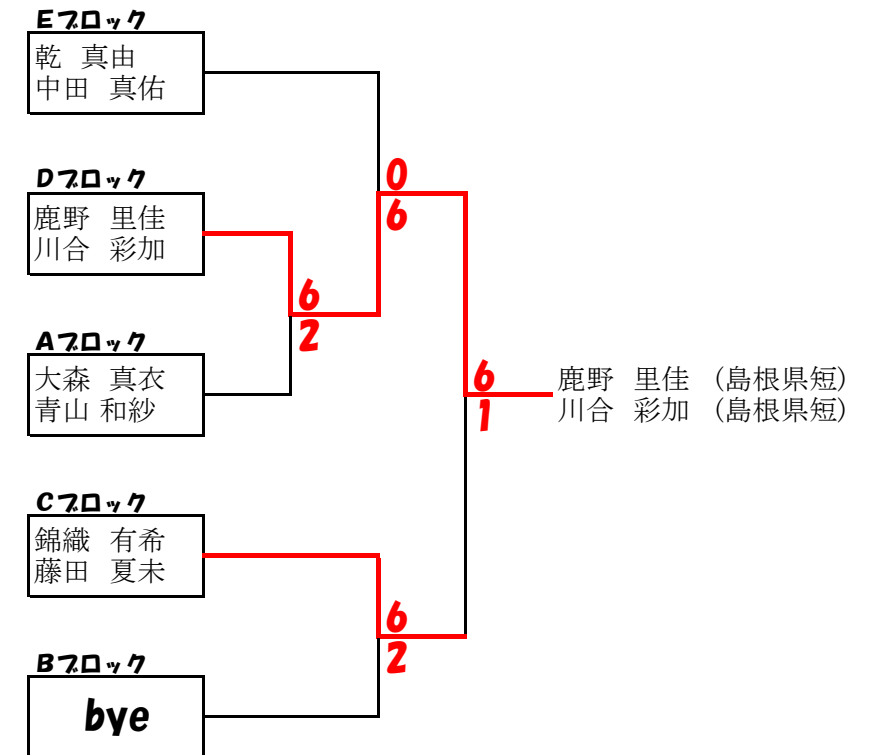 Eブロック
乾 真由
中田 真佑
Dブロック
鹿野 里佳
川合 彩加
0
6
6
2
Aブロック
大森 真衣
青山 和紗
6
1
鹿野 里佳 (島根県短)
川合 彩加 (島根県短)
Cブロック
錦織 有希
藤田 夏未
6
2
Bブロック
bye